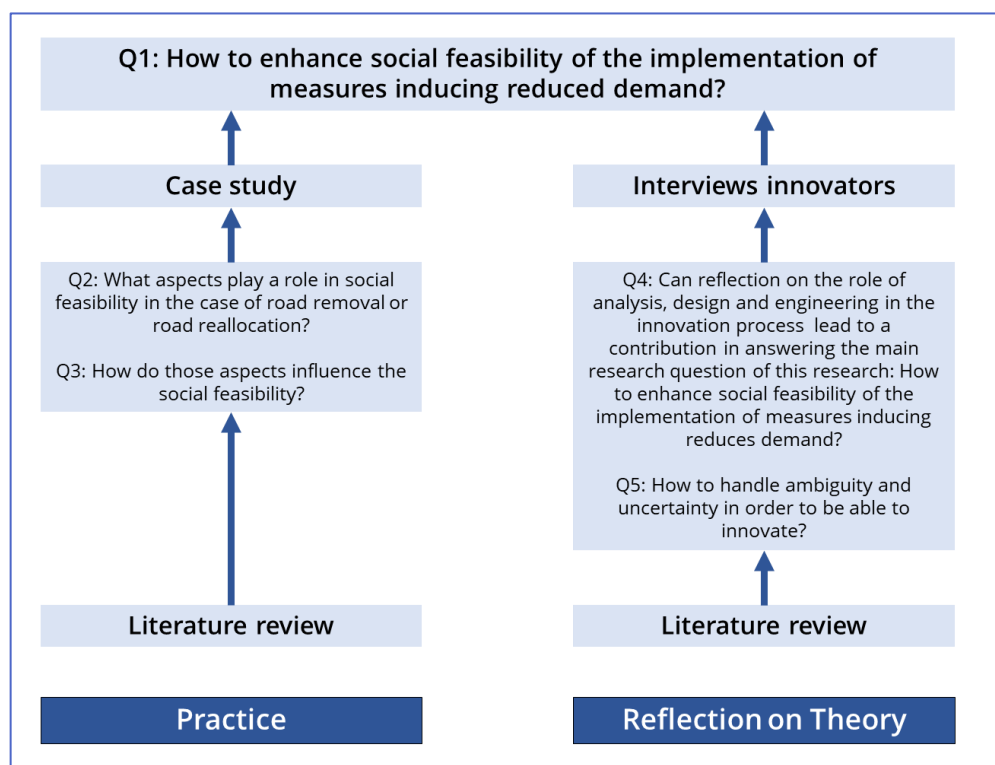 Q1: How to enhance social feasibility of the implementation of
measures inducing reduced demand?
Case study
Q2: What aspects play a role in social
feasibility in the case of road removal or
road reallocation?
Q3: How do those aspects influence the
social feasibility?
Literature review
Practice
Interviews innovators
Q4: Can reflection on the role of
analysis, design and engineering in the
innovation process lead to a
contribution in answering the main
research question of this research: How
to enhance social feasibility of the
implementation of measures inducing
reduces demand?
Q5: How to handle ambiguity and
uncertainty in order to be able to
innovate?
Literature review
Reflection on Theory